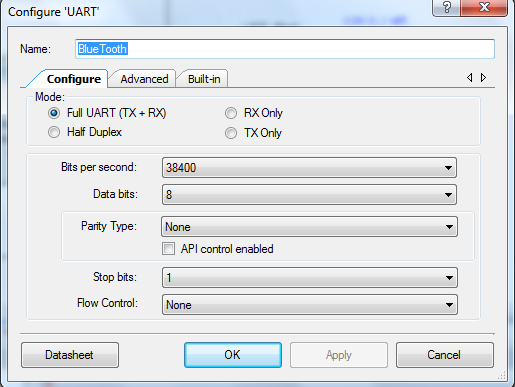 Configure 'UART'
Name: BlueTooth
Configure Advanced Built-in
Mode:
Full UART (TX + RX) RX Only
Half Duplex TX Only
Bits per second: 38400
Data bits: 8
Parity Type: None
API control enabled
Stop bits: 1
Flow Control: None
Datasheet OK Apply Cancel